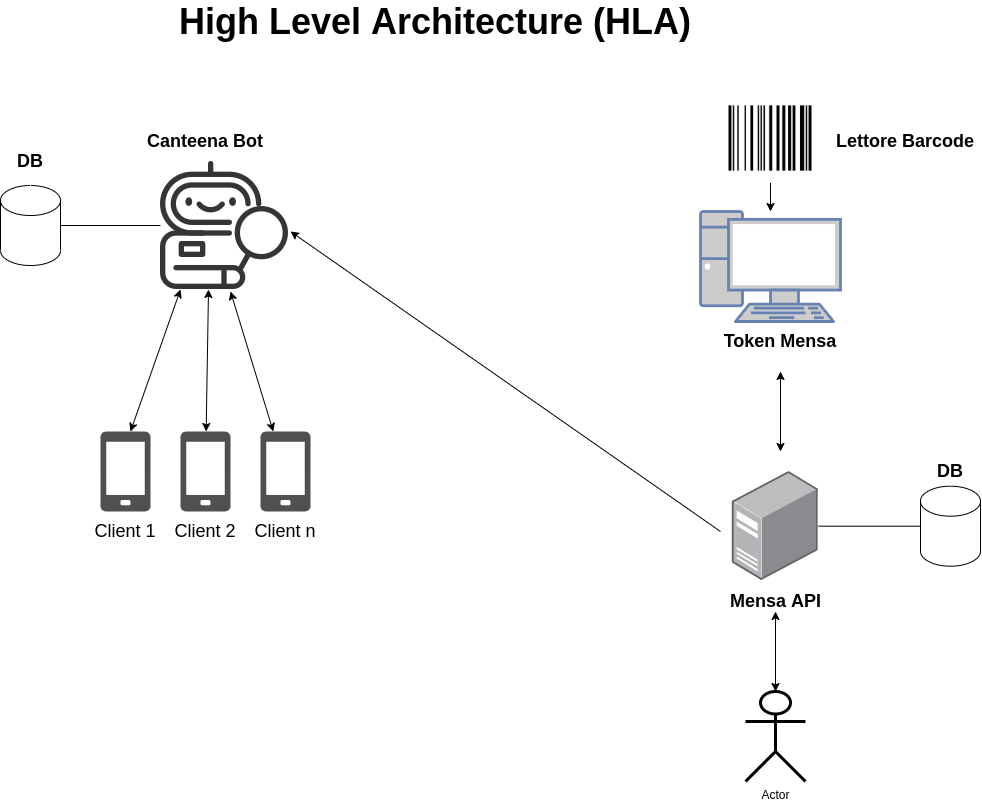 High Level Architecture (HLA)
Canteena Bot
Lettore Barcode
DB
Token Mensa
DB
Client 1
Client 2
Client n
Mensa API
Actor